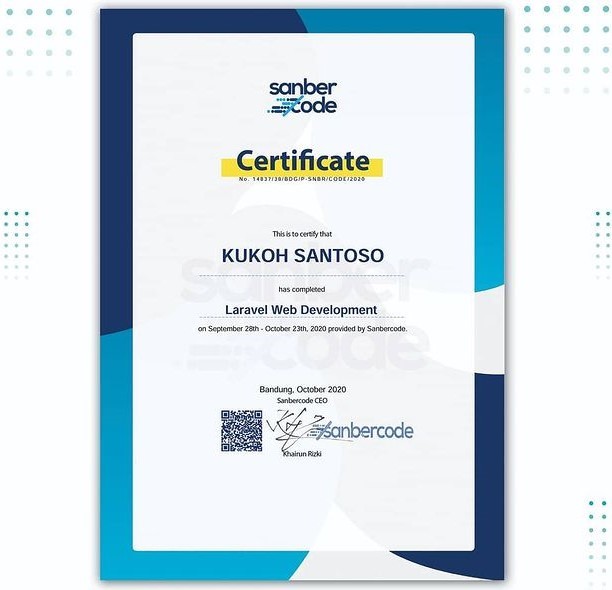 sanber
code
Certificate
No. 14837/38/BDG/P-SNBR/CODE/2020
This is to certify that
KUKOH SANTOSO
has completed
Laravel Web Development
on September 28th - October 23th, 2020 provided by Sanbercode.
sanber
code
Bandung, October 2020
Sanbercode CEO
sanbercode
Khairun Rizki